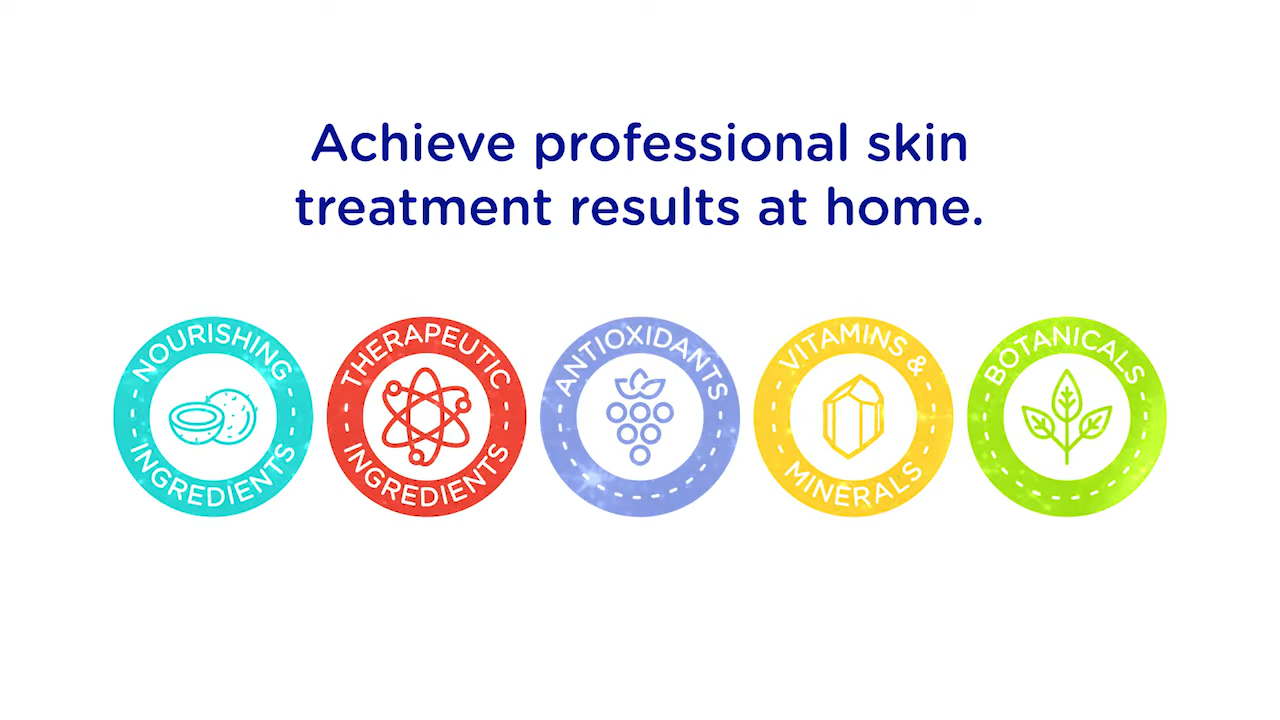 Achieve professional skin
treatment results at home.
NOURISHING
INGREDIENTS
THERAPEUTIC
INGREDIENTS
ANTIOXIDANTS
VITAMINS &
MINERALS
BOTANICALS